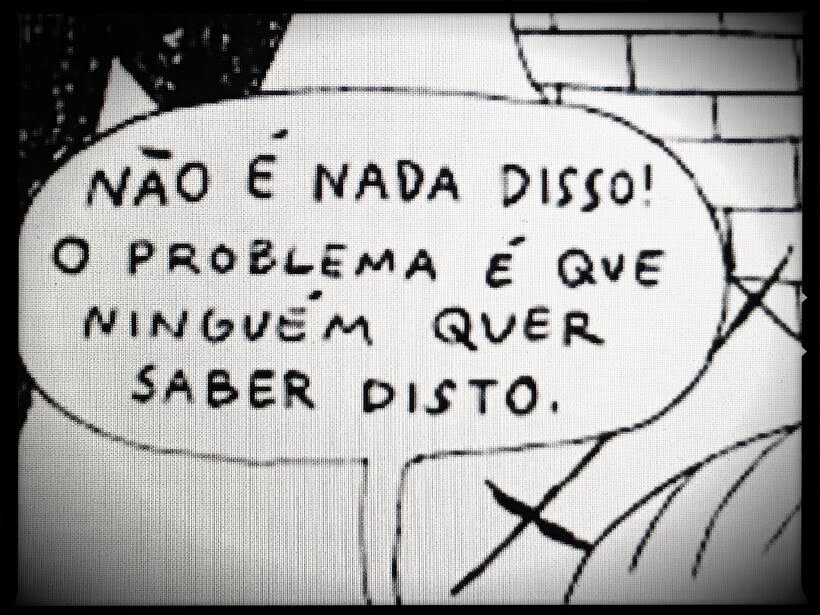 NÃO É NADA DISSO!
O PROBLEMA É QUE
NINGUÉM QUER
SABER DISTO.